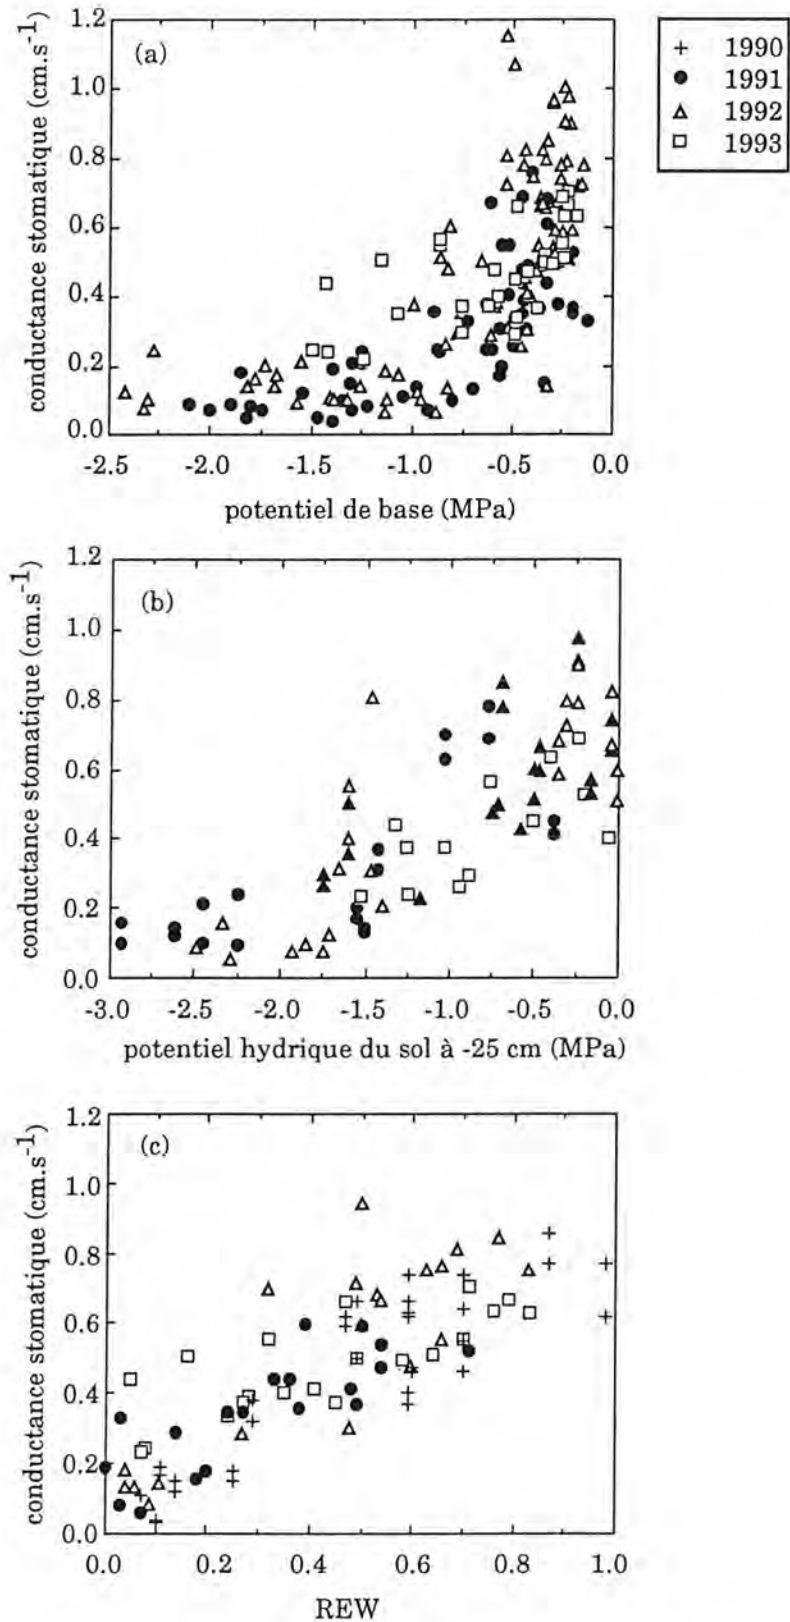 1.2
(a)
1.0
0.8
0.6
0.4
0.2
0.0
conductance stomatique (cm.s-1)
-2.5 -2.0 -1.5 -1.0 -0.5 0.0
potentiel de base (MPa)
1990
1991
1992
1993
1.2
(b)
1.0
0.8
0.6
0.4
0.2
0.0
conductance stomatique (cm.s-1)
-3.0 -2.5 -2.0 -1.5 -1.0 -0.5 0.0
potentiel hydrique du sol à -25 cm (MPa)
1.2
(c)
1.0
0.8
0.6
0.4
0.2
0.0
conductance stomatique (cm.s-1)
0.0 0.2 0.4 0.6 0.8 1.0
REW